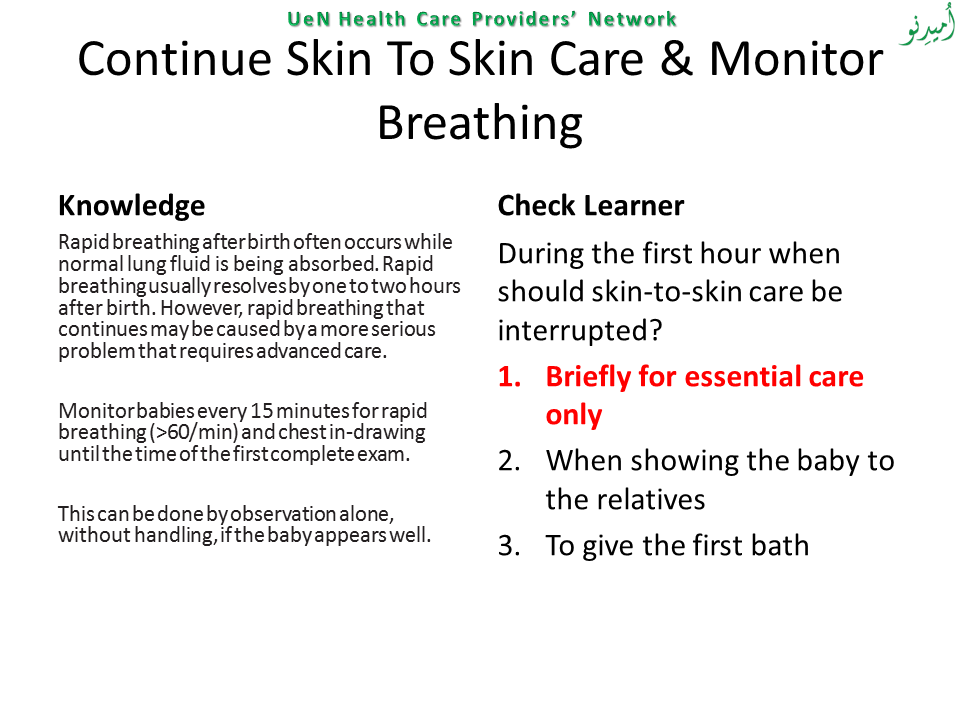 UeN Health Care Providers’ Network
اُميدِنو
Continue Skin To Skin Care & Monitor
Breathing
Knowledge
Rapid breathing after birth often occurs while
normal lung fluid is being absorbed. Rapid
breathing usually resolves by one to two hours
after birth. However, rapid breathing that
continues may be caused by a more serious
problem that requires advanced care.
Monitor babies every 15 minutes for rapid
breathing (>60/min) and chest in-drawing
until the time of the first complete exam.
This can be done by observation alone,
without handling, if the baby appears well.
Check Learner
During the first hour when
should skin-to-skin care be
interrupted?
1. Briefly for essential care
only
2. When showing the baby to
the relatives
3. To give the first bath